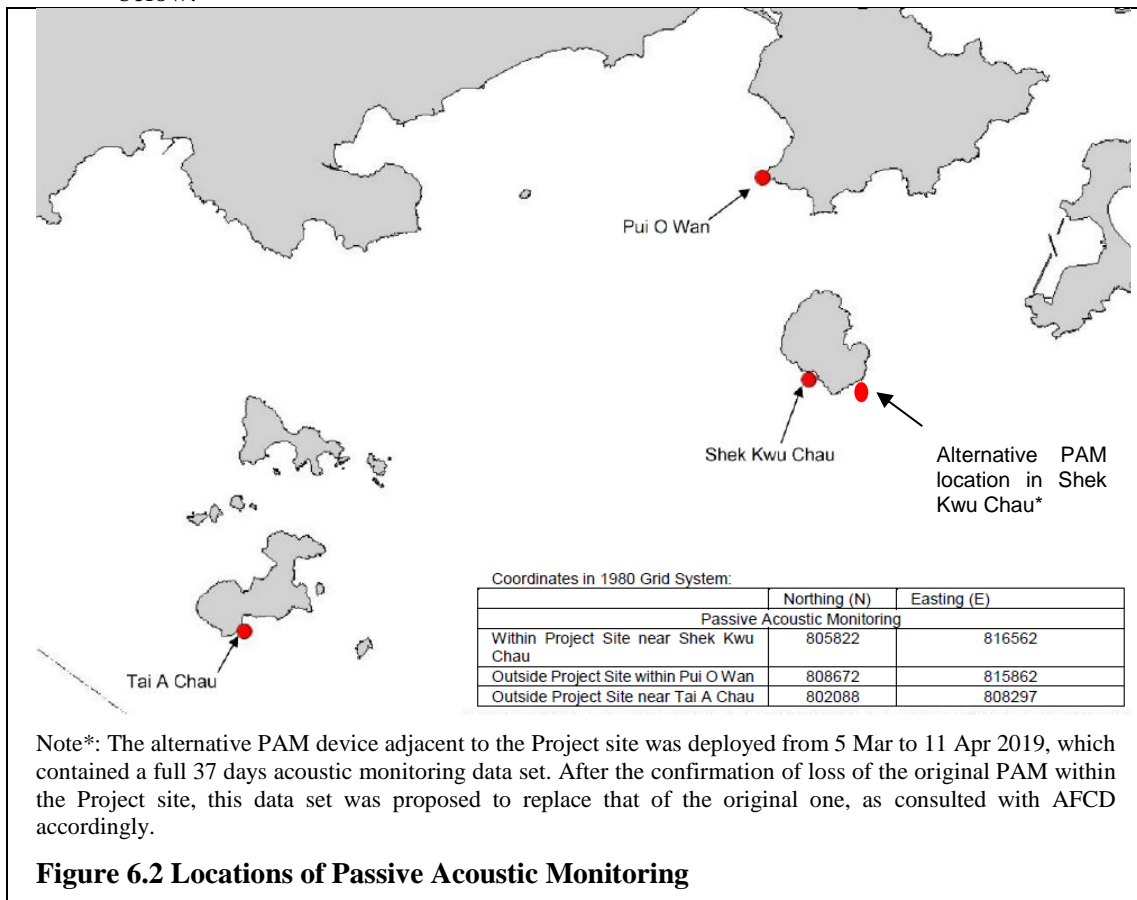 Pui O Wan
Shek Kwu Chau
Alternative PAM
location in Shek
Kwu Chau*
Tai A Chau
Coordinates in 1980 Grid System:
Northing (N) Easting (E)
Passive Acoustic Monitoring
Within Project Site near Shek Kwu Chau 805822 816562
Outside Project Site within Pui O Wan 808672 815862
Outside Project Site near Tai A Chau 802088 808297
Note*: The alternative PAM device adjacent to the Project site was deployed from 5 Mar to 11 Apr 2019, which
contained a full 37 days acoustic monitoring data set. After the confirmation of loss of the original PAM within
the Project site, this data set was proposed to replace that of the original one, as consulted with AFCD
accordingly.
Figure 6.2 Locations of Passive Acoustic Monitoring